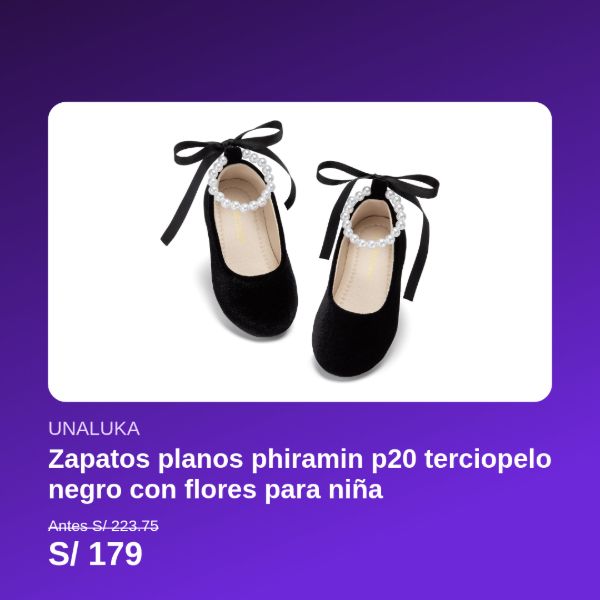 UNALUKA
Zapatos planos phiramin p20 terciopelo
negro con flores para niña
Antes S/ 223.75
S/ 179